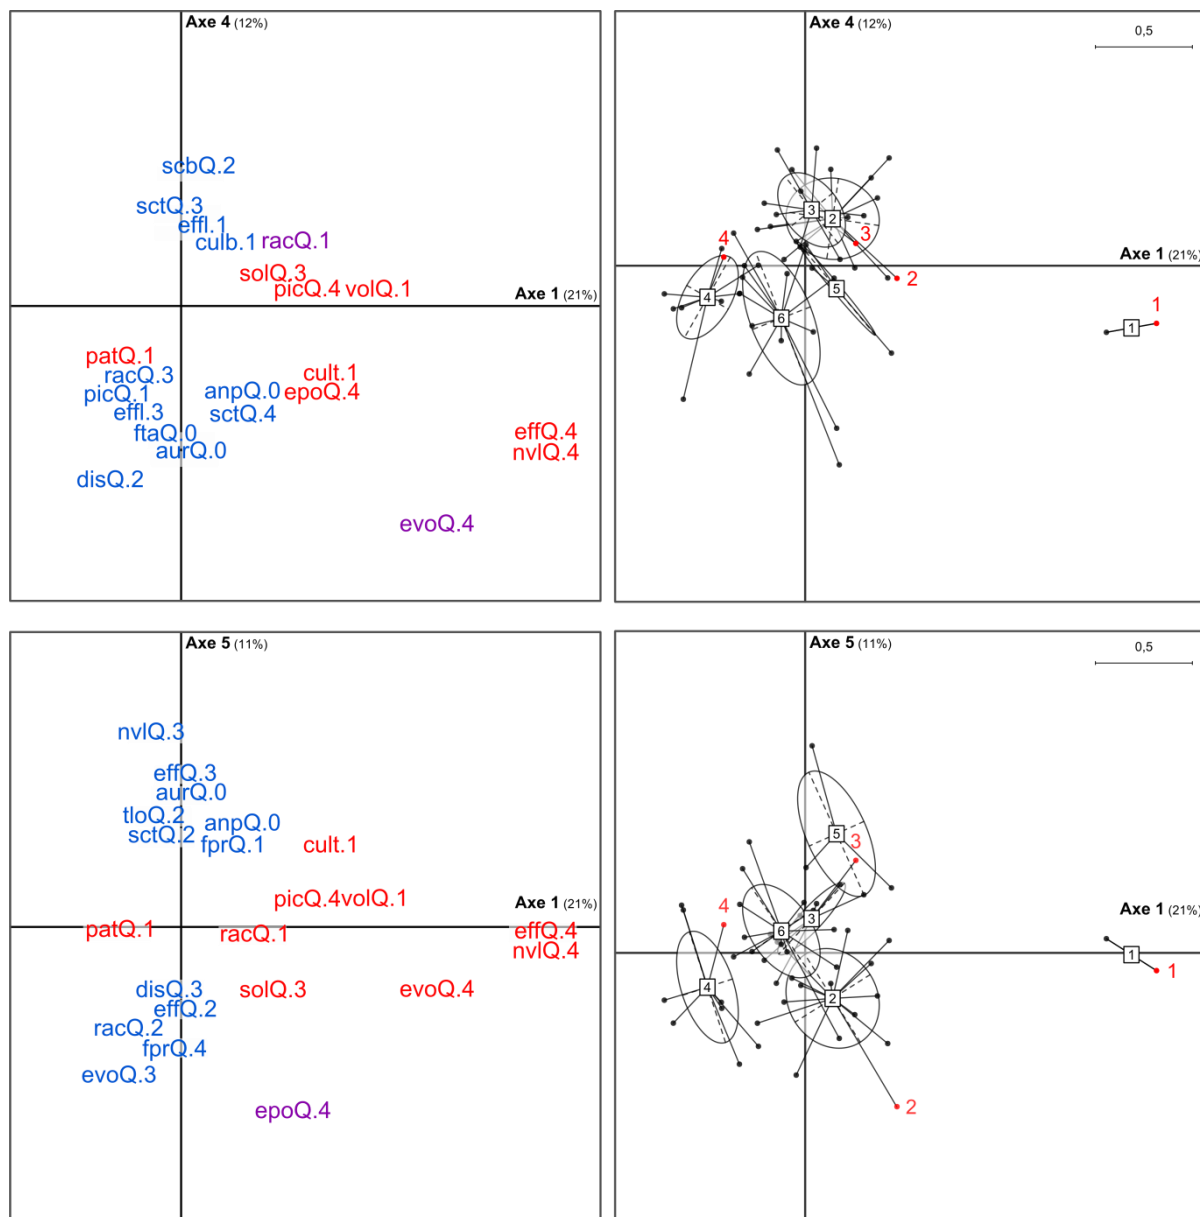 Axe 4 (12%)
scbQ.2
sctQ.3
effl.1
culb.1 racQ.1
solQ.3
picQ.4 volQ.1
Axe 1 (21%)
patQ.1
racQ.3
cult.1
picQ.1
anpQ.0 epoQ.4
effl.3
sctQ.4
ftaQ.0
effQ.4
aurQ.0
nvlQ.4
disQ.2
evoQ.4
Axe 4 (12%)
0,5
3
2
4
3
Axe 1 (21%)
2
5
4
6
1
1
Axe 5 (11%)
nvlQ.3
effQ.3
aurQ.0
tloQ.2
anpQ.0
sctQ.2
fprQ.1
cult.1
picQ.4 volQ.1
Axe 1 (21%)
patQ.1
racQ.1
effQ.4
nvlQ.4
disQ.3
solQ.3
evoQ.4
effQ.2
racQ.2
fprQ.4
evoQ.3
epoQ.4
Axe 5 (11%)
0,5
5
3
4
Axe 1 (21%)
3
6
1
1
4
2
2